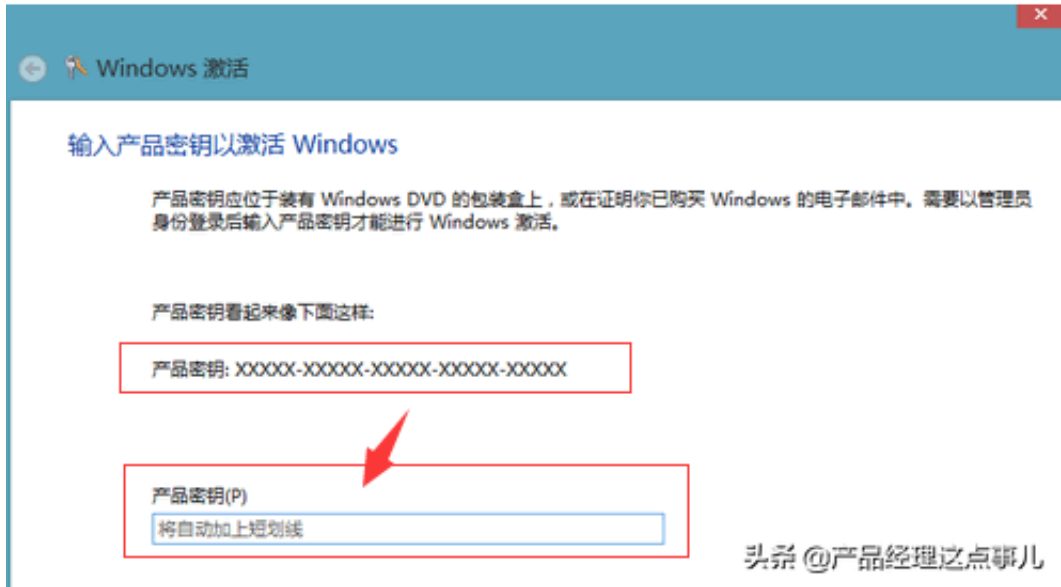 Windows 激活
输入产品密钥以激活 Windows
产品密钥应位于装有 Windows DVD 的包装盒上，或在证明你已购买 Windows 的电子邮件中。需要以管理员
身份登录后输入产品密钥才能进行 Windows 激活。
产品密钥看起来像下面这样:
产品密钥: XXXXX-XXXXX-XXXXX-XXXXX-XXXXX
产品密钥(P)
将自动加上短划线
头条 @产品经理这点事儿